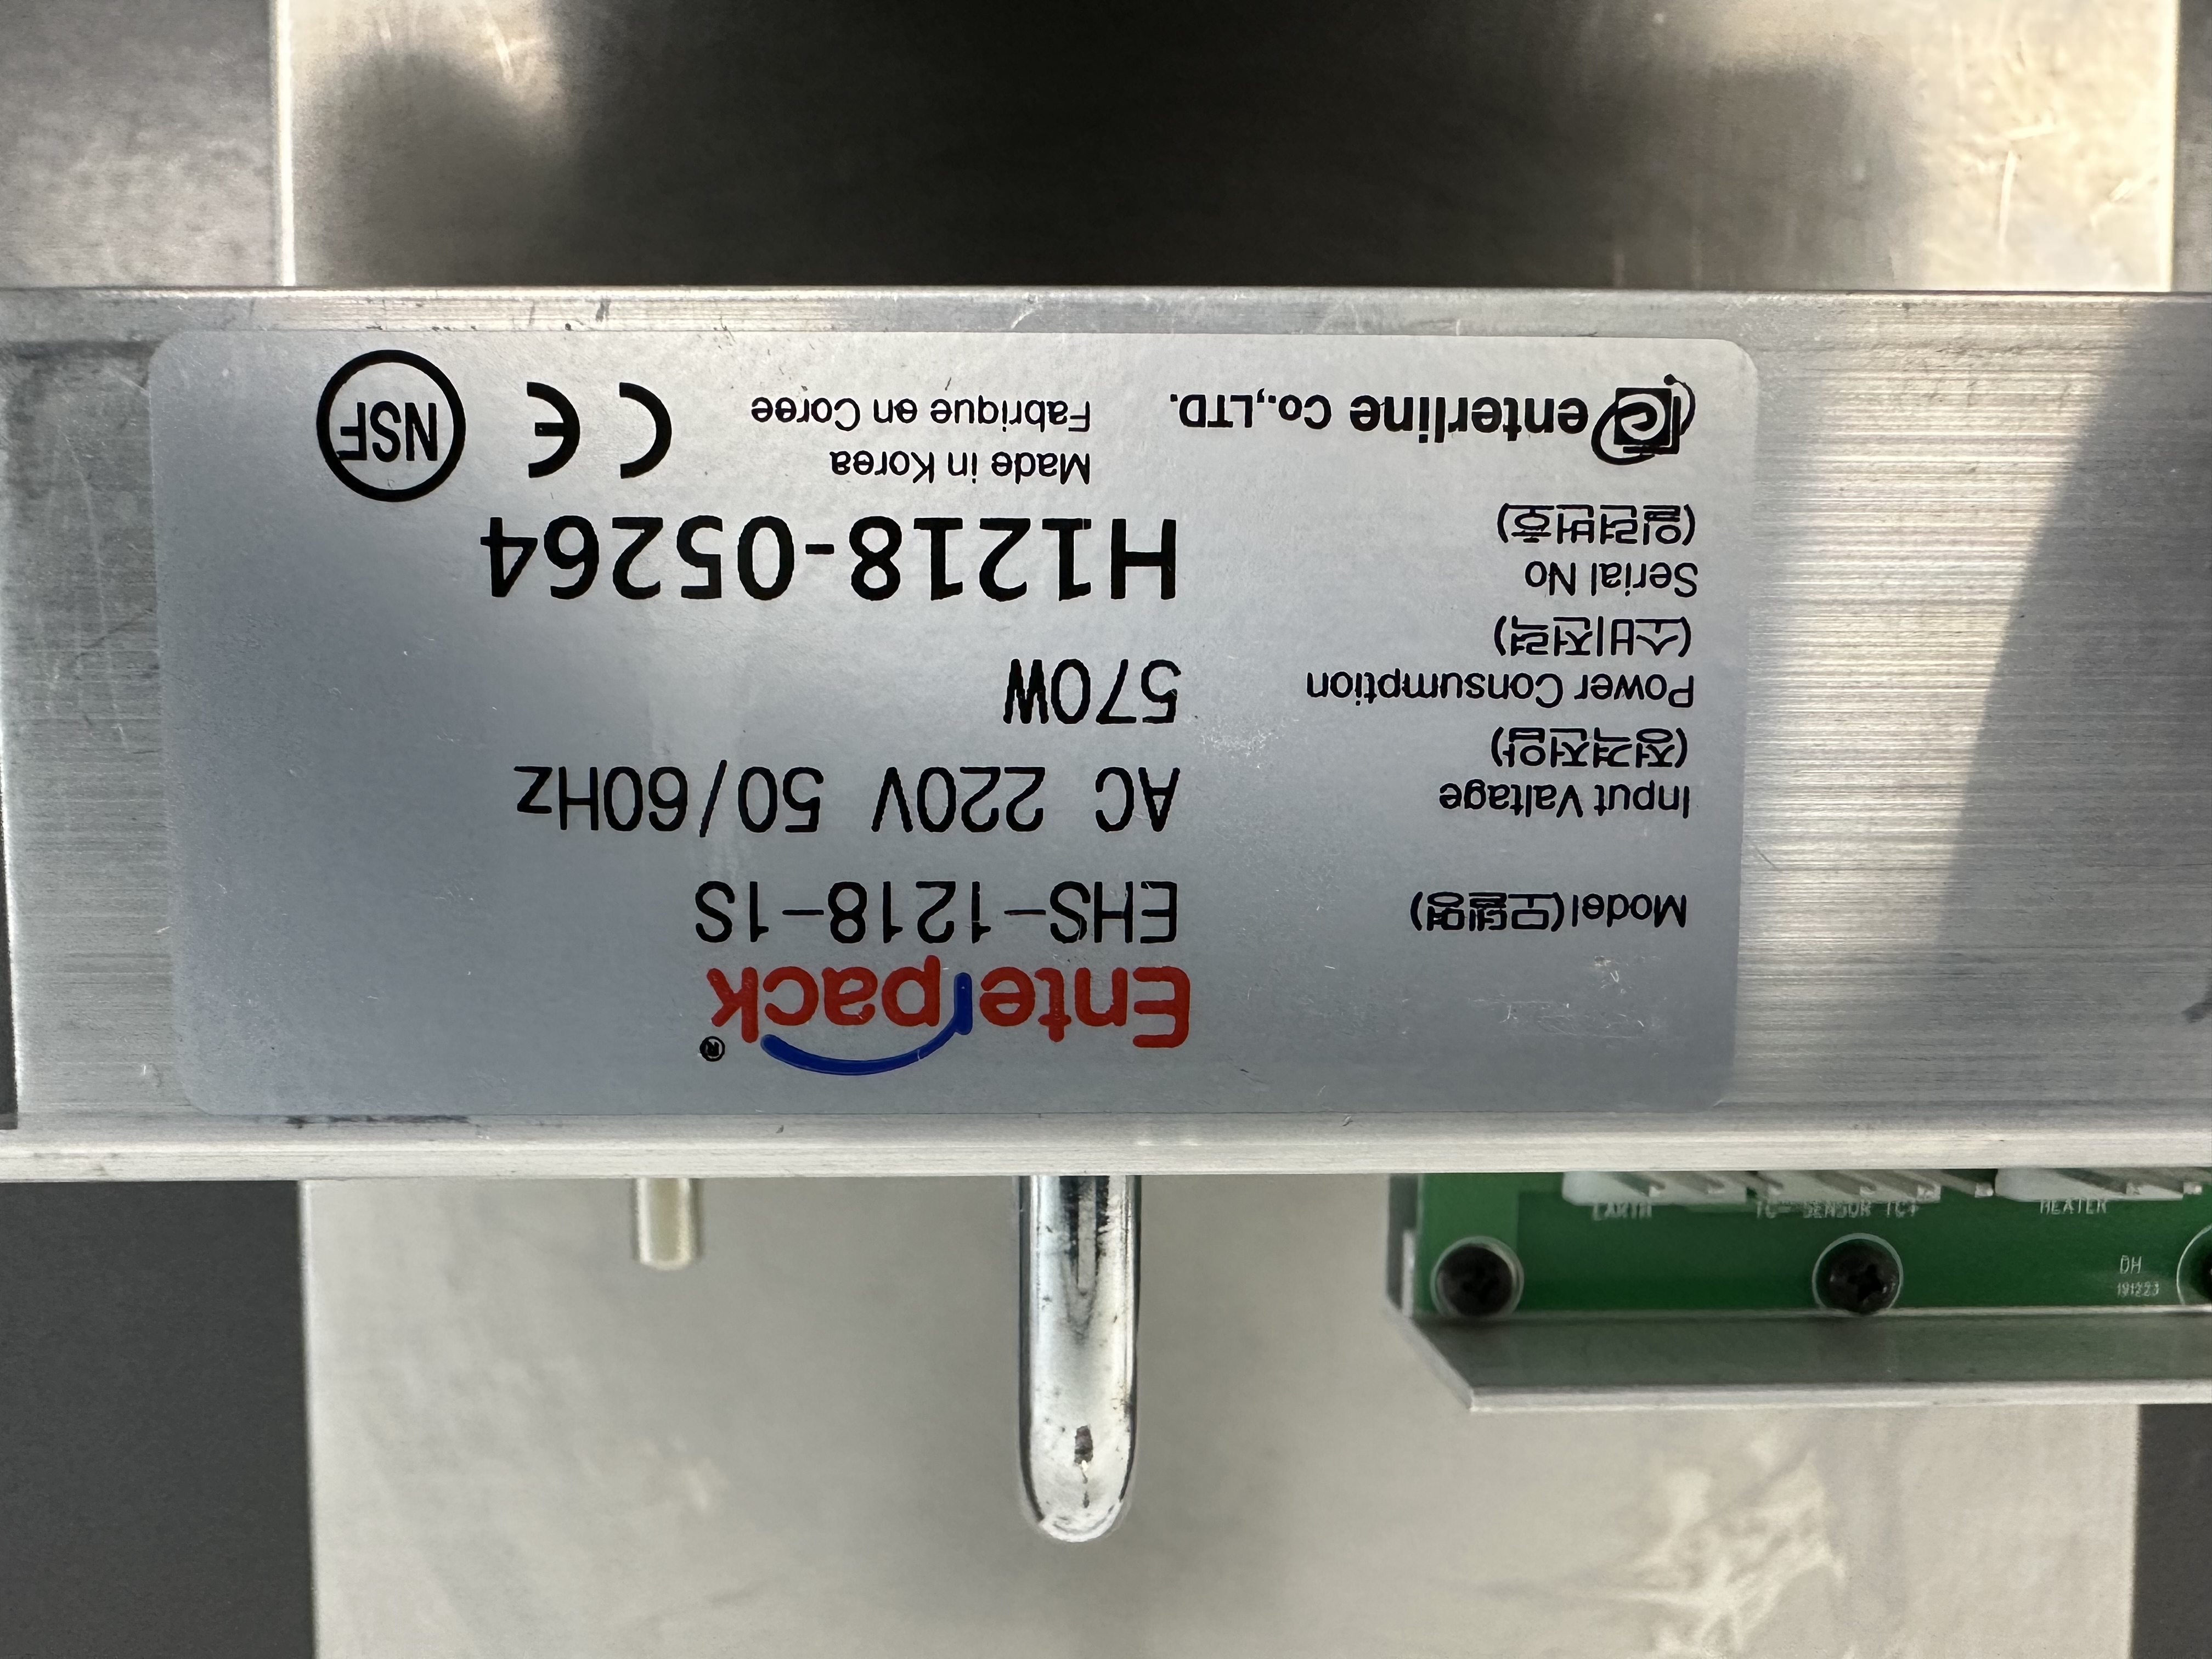 Enterpack®
Model(모델명) EHS-1218-1S
Input Valtage
(정격전압) AC 220V 50/60Hz
Power Consumption
(소비전력) 570W
Serial No
(일련번호) H1218-05264
enterline Co.,LTD.
Made in Korea
Fabrique en Coree
CE
NSF
EARTH
TC- SENSOR TC+
HEATER
DH
191223